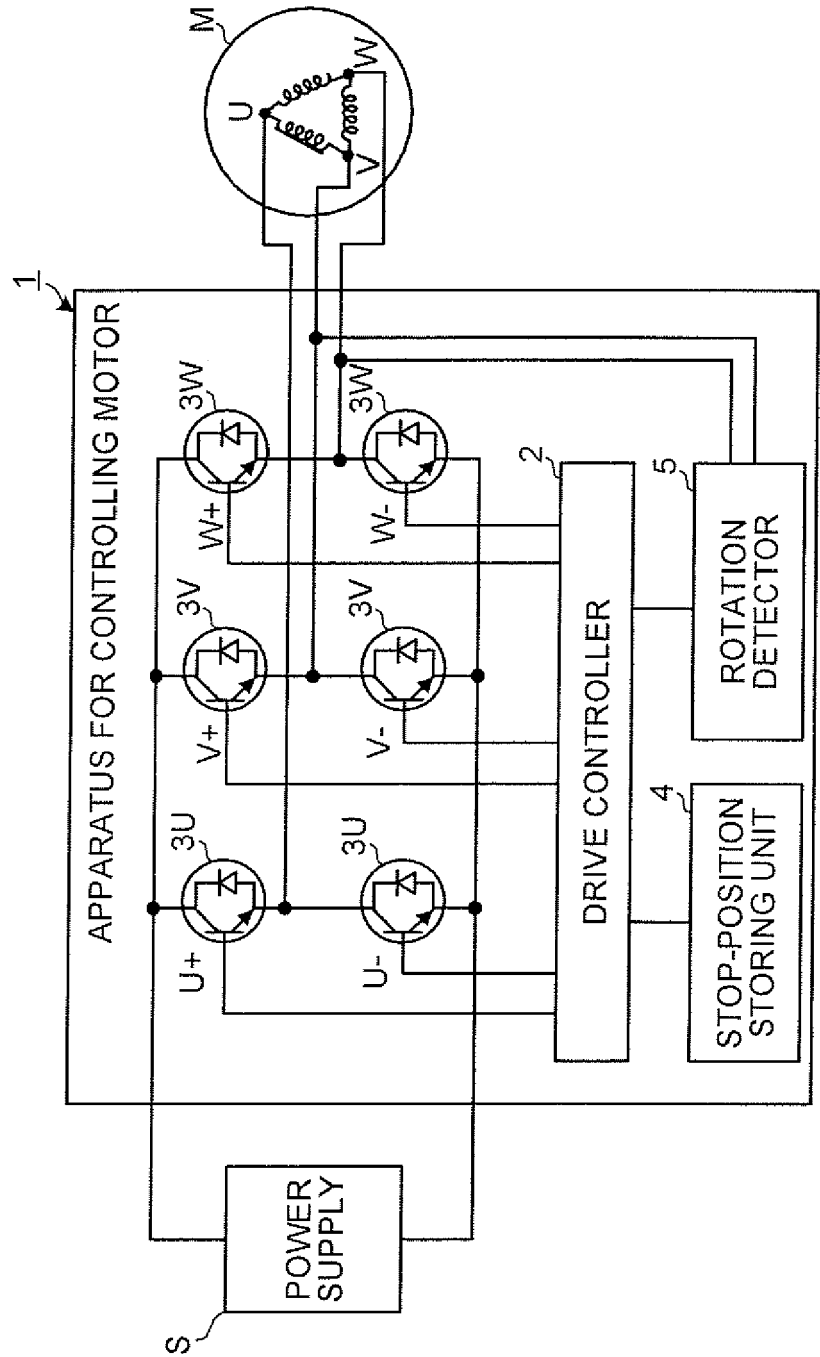 1
APPARATUS FOR CONTROLLING MOTOR
M
U
V
W
3U
3V
3W
U+
V+
W+
3U
3V
3W
U-
V-
W-
S
POWER
SUPPLY
2
DRIVE CONTROLLER
4
STOP-POSITION
STORING UNIT
5
ROTATION
DETECTOR